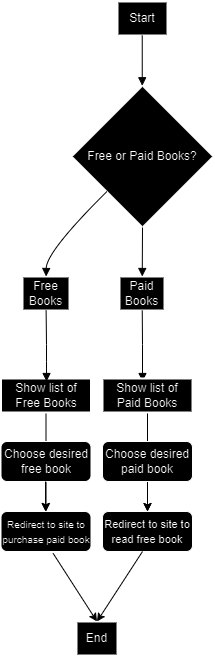 Start
Free or Paid Books?
Free
Books
Paid
Books
Show list of
Free Books
Show list of
Paid Books
Choose desired
free book
Choose desired
paid book
Redirect to site to
purchase paid book
Redirect to site to
read free book
End